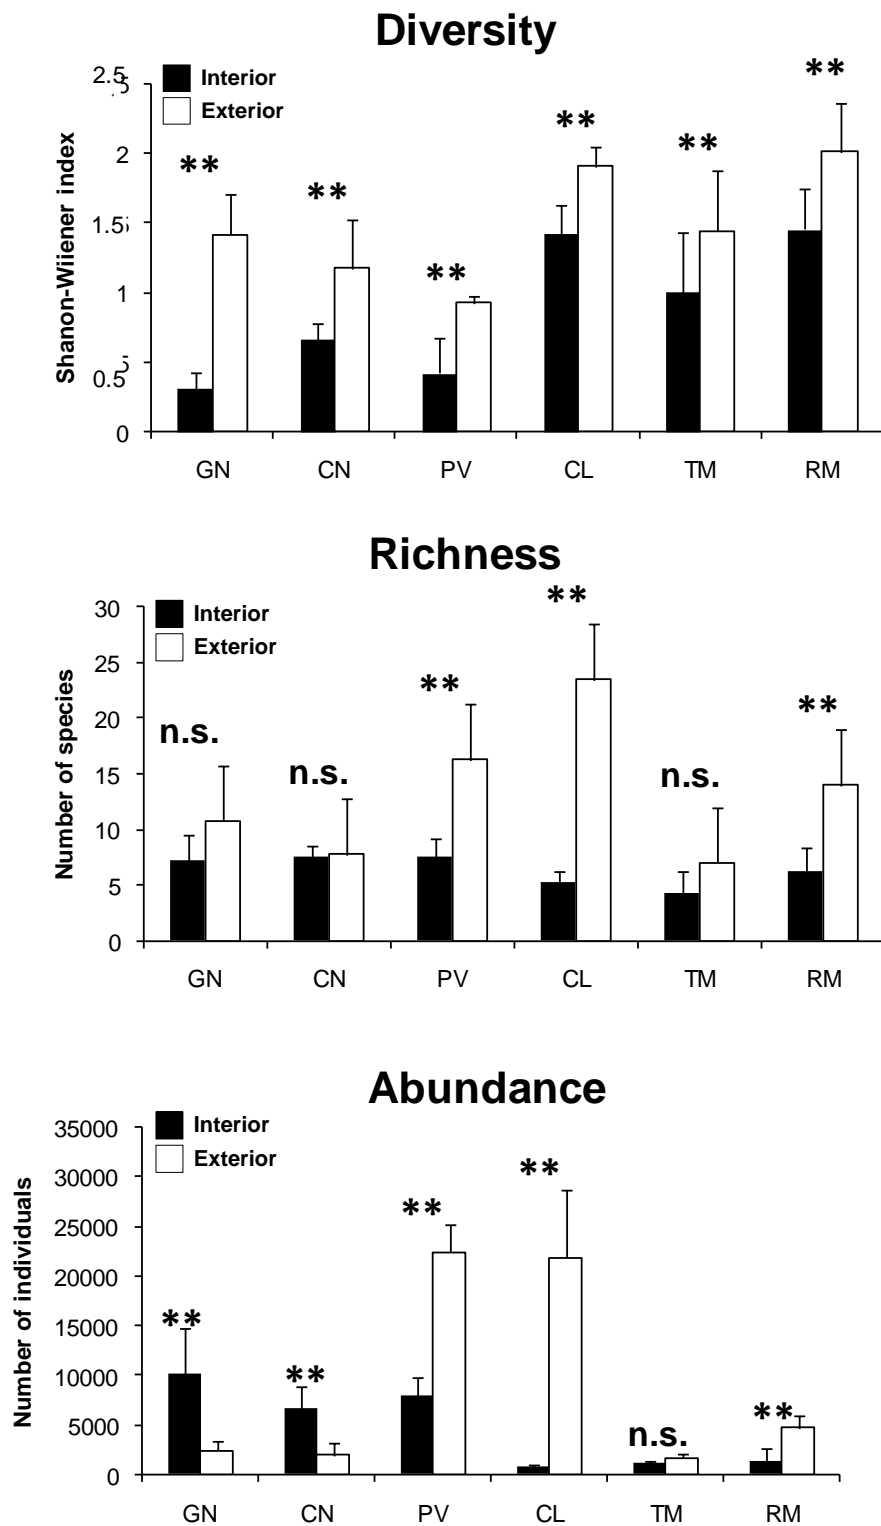 Diversity
Interior
Exterior
**
**
**
**
**
**
Shanon-Wiiener index
2.5
2
1.5
1
0.5
0
GN CN PV CL TM RM
Richness
Interior
Exterior
n.s.
n.s.
**
**
n.s.
**
Number of species
30
25
20
15
10
5
0
GN CN PV CL TM RM
Abundance
Interior
Exterior
**
**
**
**
n.s.
**
Number of individuals
35000
30000
25000
20000
15000
10000
5000
0
GN CN PV CL TM RM